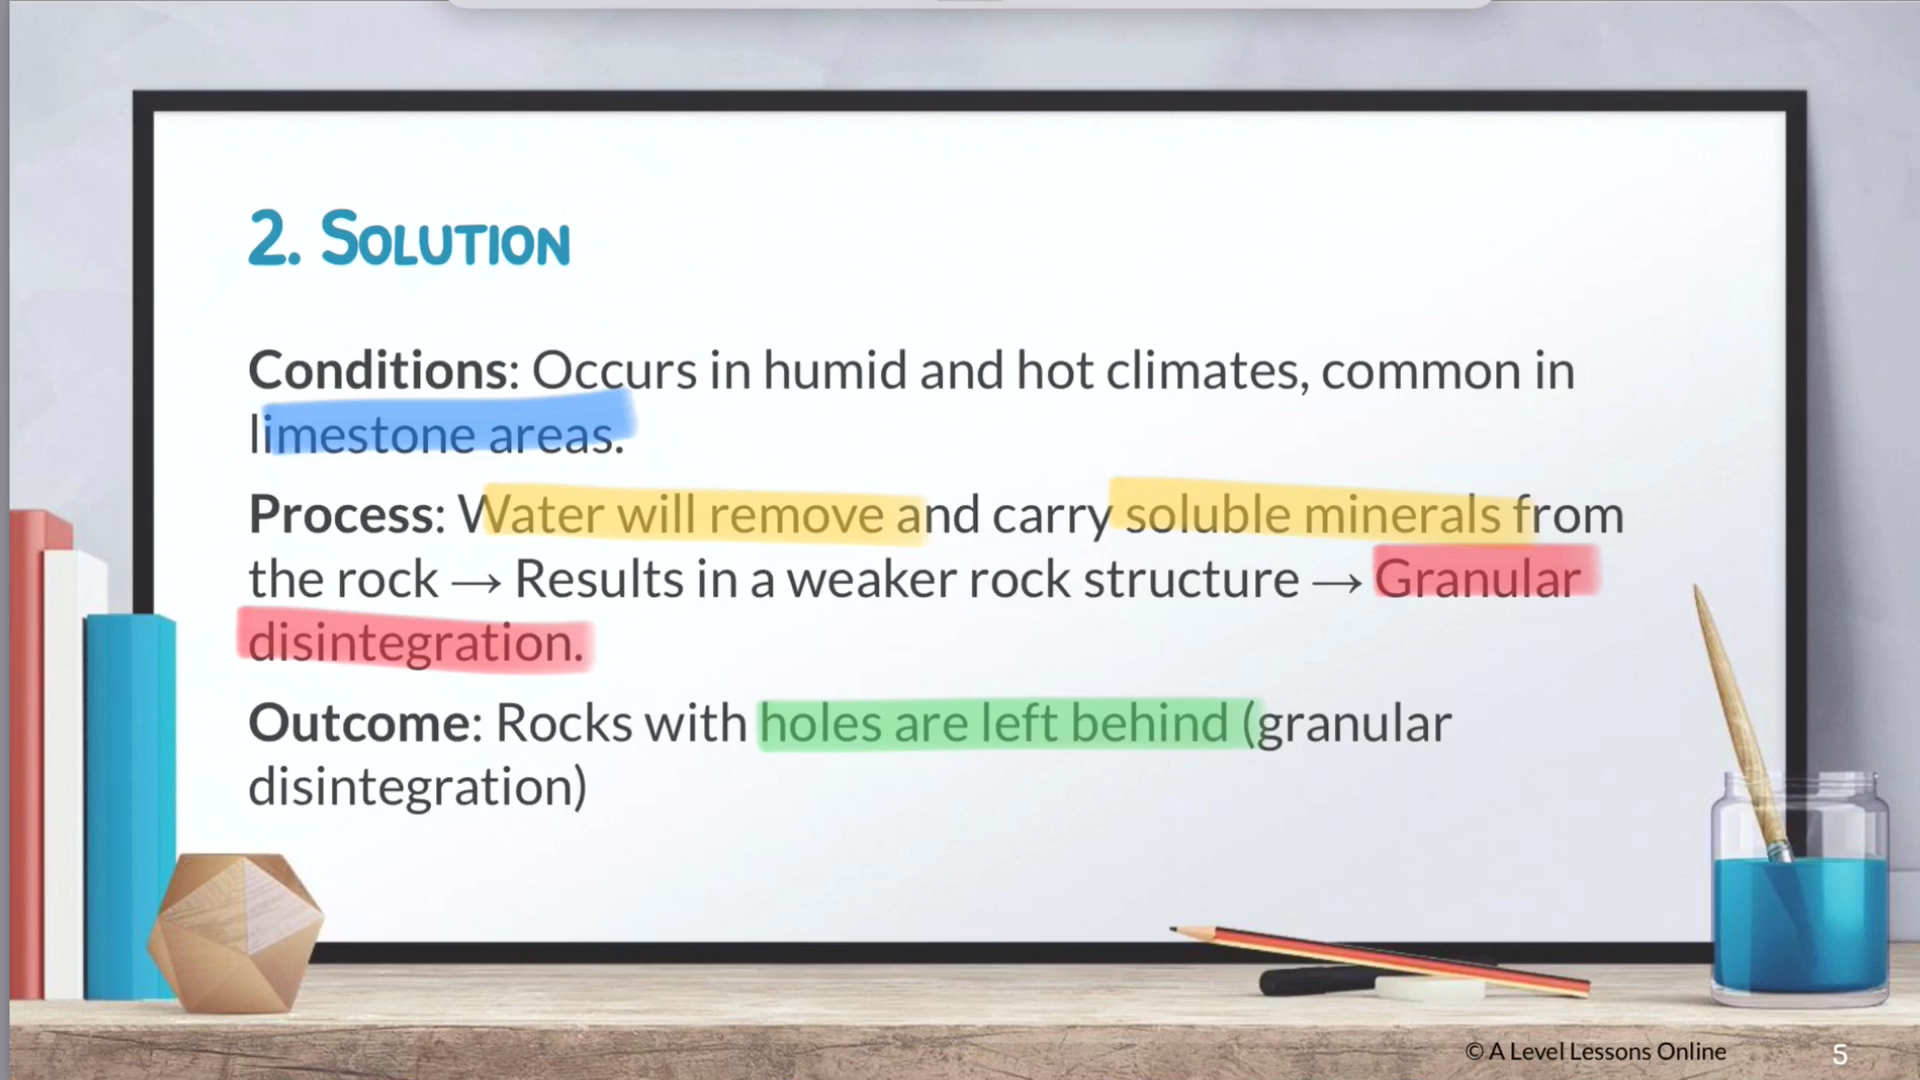 2. SOLUTION
Conditions: Occurs in humid and hot climates, common in
limestone areas.
Process: Water will remove and carry soluble minerals from
the rock → Results in a weaker rock structure → Granular
disintegration.
Outcome: Rocks with holes are left behind (granular
disintegration)
© A Level Lessons Online
5